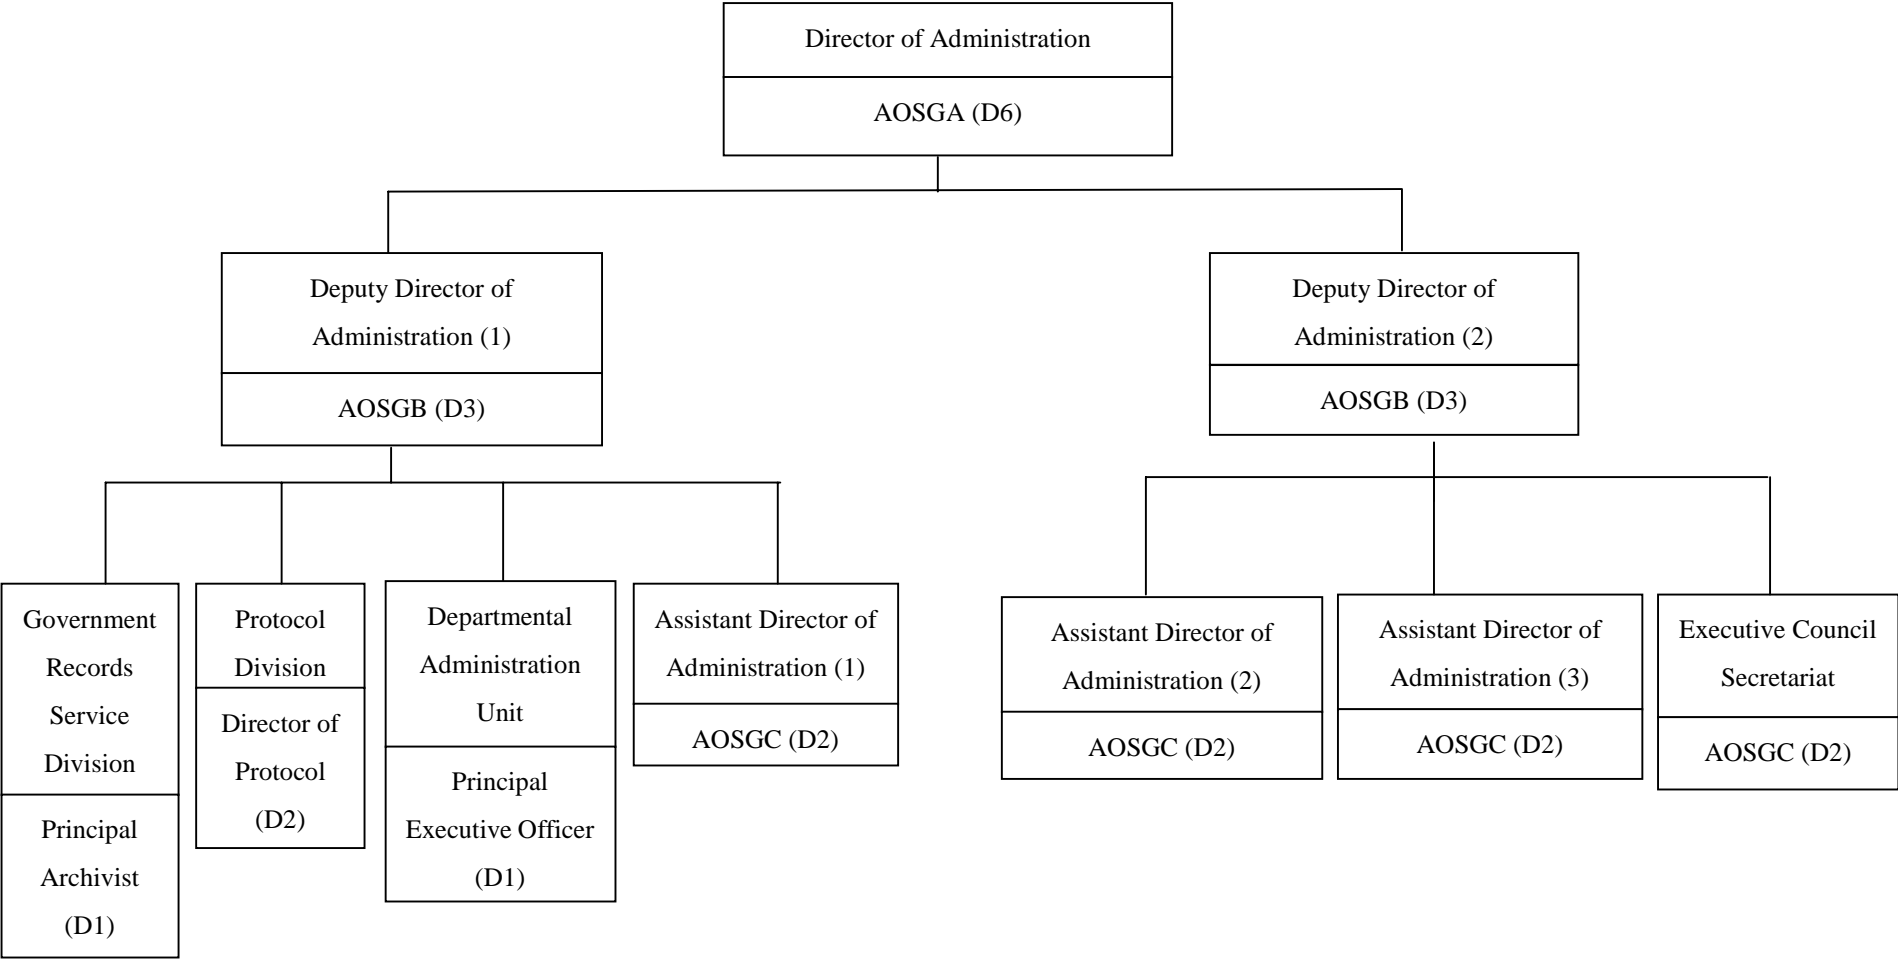 Director of Administration
AOSGA (D6)
Deputy Director of
Administration (1)
AOSGB (D3)
Deputy Director of
Administration (2)
AOSGB (D3)
Government
Records
Service
Division
Principal
Archivist
(D1)
Protocol
Division
Director of
Protocol
(D2)
Departmental
Administration
Unit
Principal
Executive Officer
(D1)
Assistant Director of
Administration (1)
AOSGC (D2)
Assistant Director of
Administration (2)
AOSGC (D2)
Assistant Director of
Administration (3)
AOSGC (D2)
Executive Council
Secretariat
AOSGC (D2)